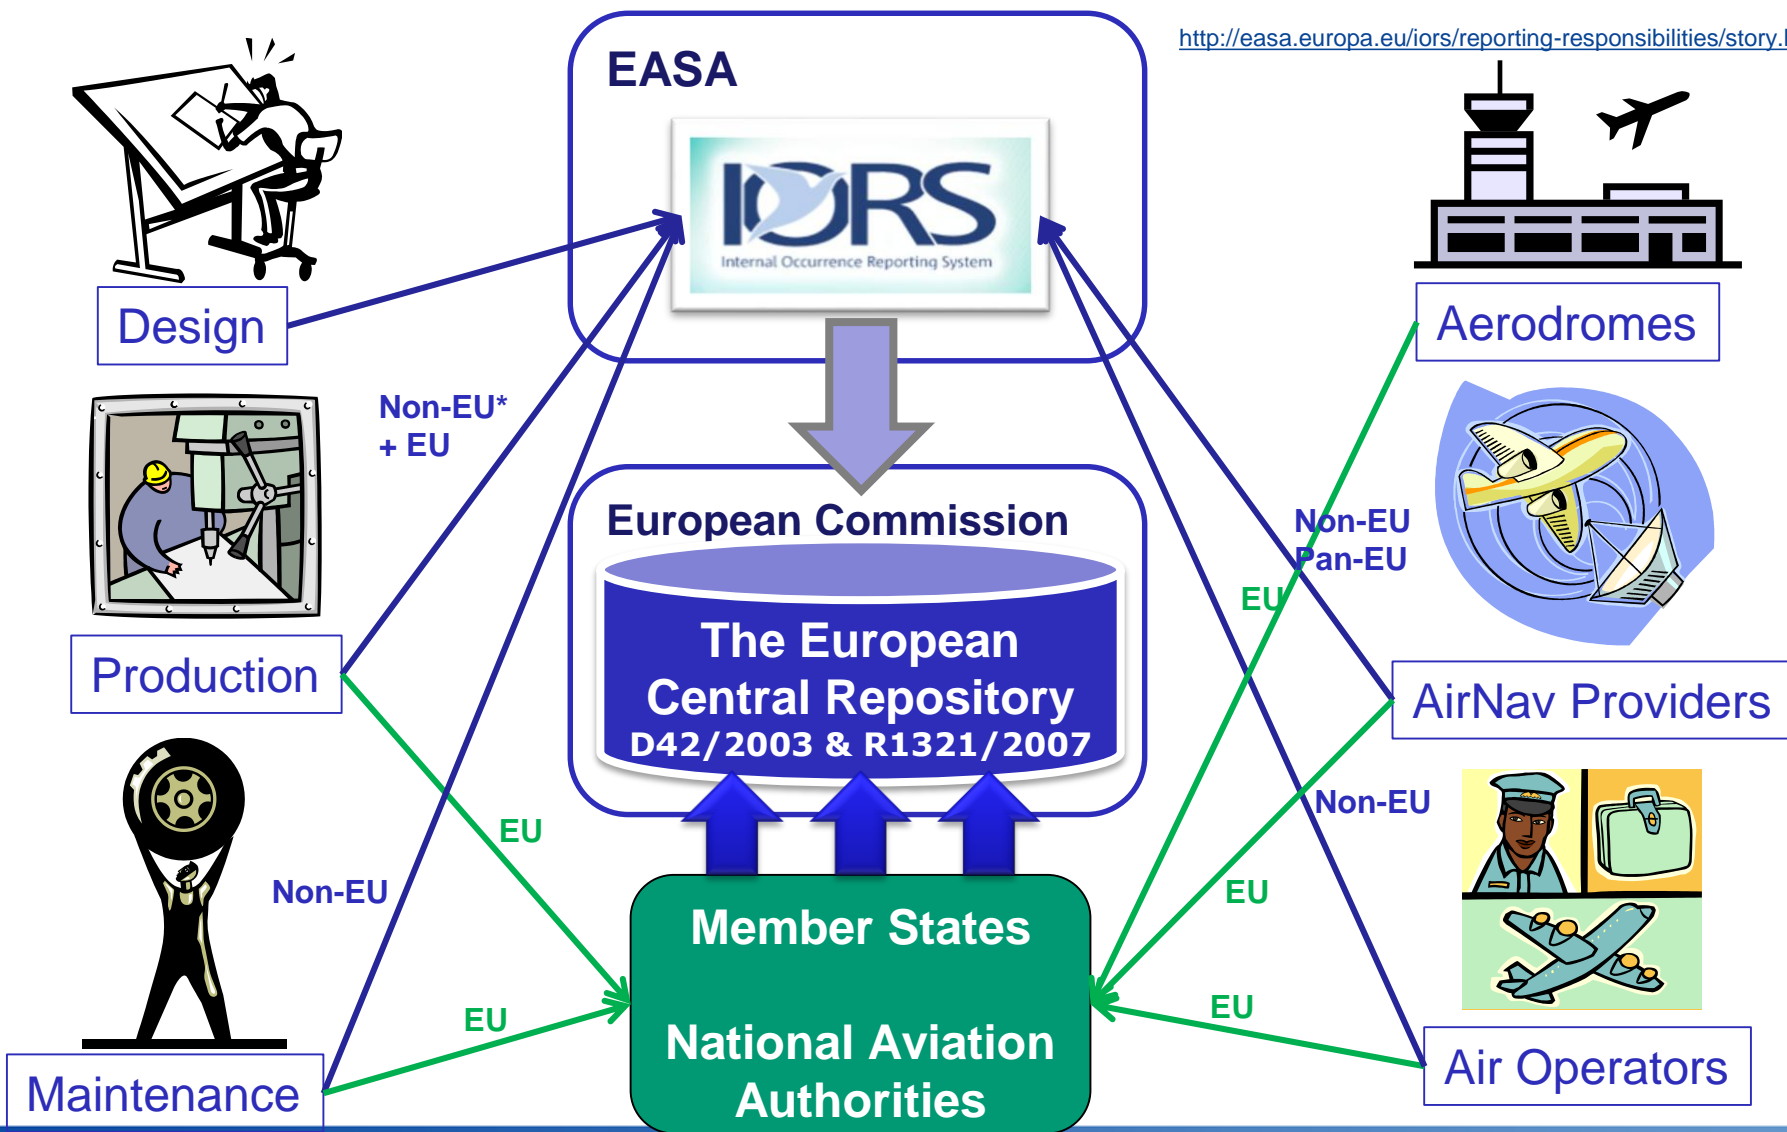 http://easa.europa.eu/iors/reporting-responsibilities/story.
EASA
IORS
Internal Occurrence Reporting System
Design
Aerodromes
Non-EU*
+ EU
European Commission
Non-EU
Pan-EU
EU
The European
Central Repository
D42/2003 & R1321/2007
Production
AirNav Providers
EU
Non-EU
Non-EU
EU
Member States
National Aviation
Authorities
EU
EU
Maintenance
Air Operators